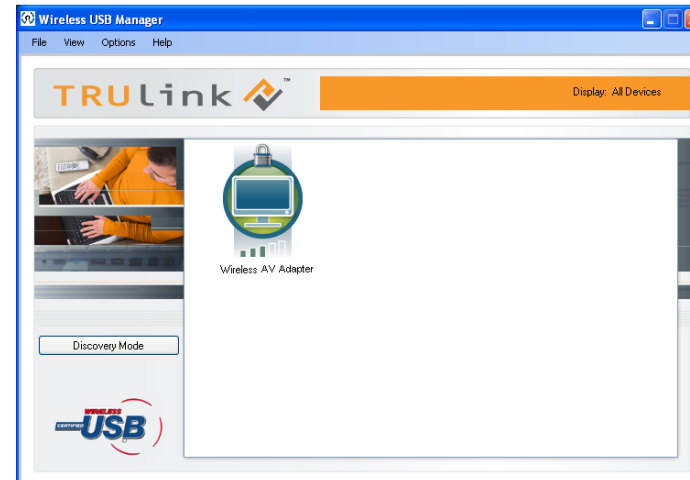 Wireless USB Manager
File View Options Help
TRULink ™
Display: All Devices
Wireless AV Adapter
Discovery Mode
WIRELESS
CERTIFIED USB